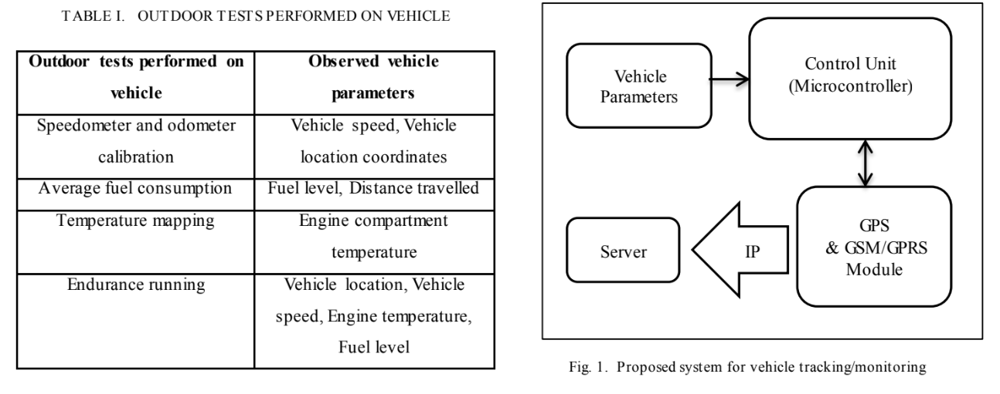 TABLE I. OUTDOOR TESTS PERFORMED ON VEHICLE
Outdoor tests performed on
vehicle
Observed vehicle
parameters
Speedometer and odometer
calibration
Vehicle speed, Vehicle
location coordinates
Average fuel consumption
Fuel level, Distance travelled
Temperature mapping
Engine compartment
temperature
Endurance running
Vehicle location, Vehicle
speed, Engine temperature,
Fuel level
Vehicle
Parameters
Control Unit
(Microcontroller)
GPS
& GSM/GPRS
Module
IP
Server
Fig. 1. Proposed system for vehicle tracking/monitoring